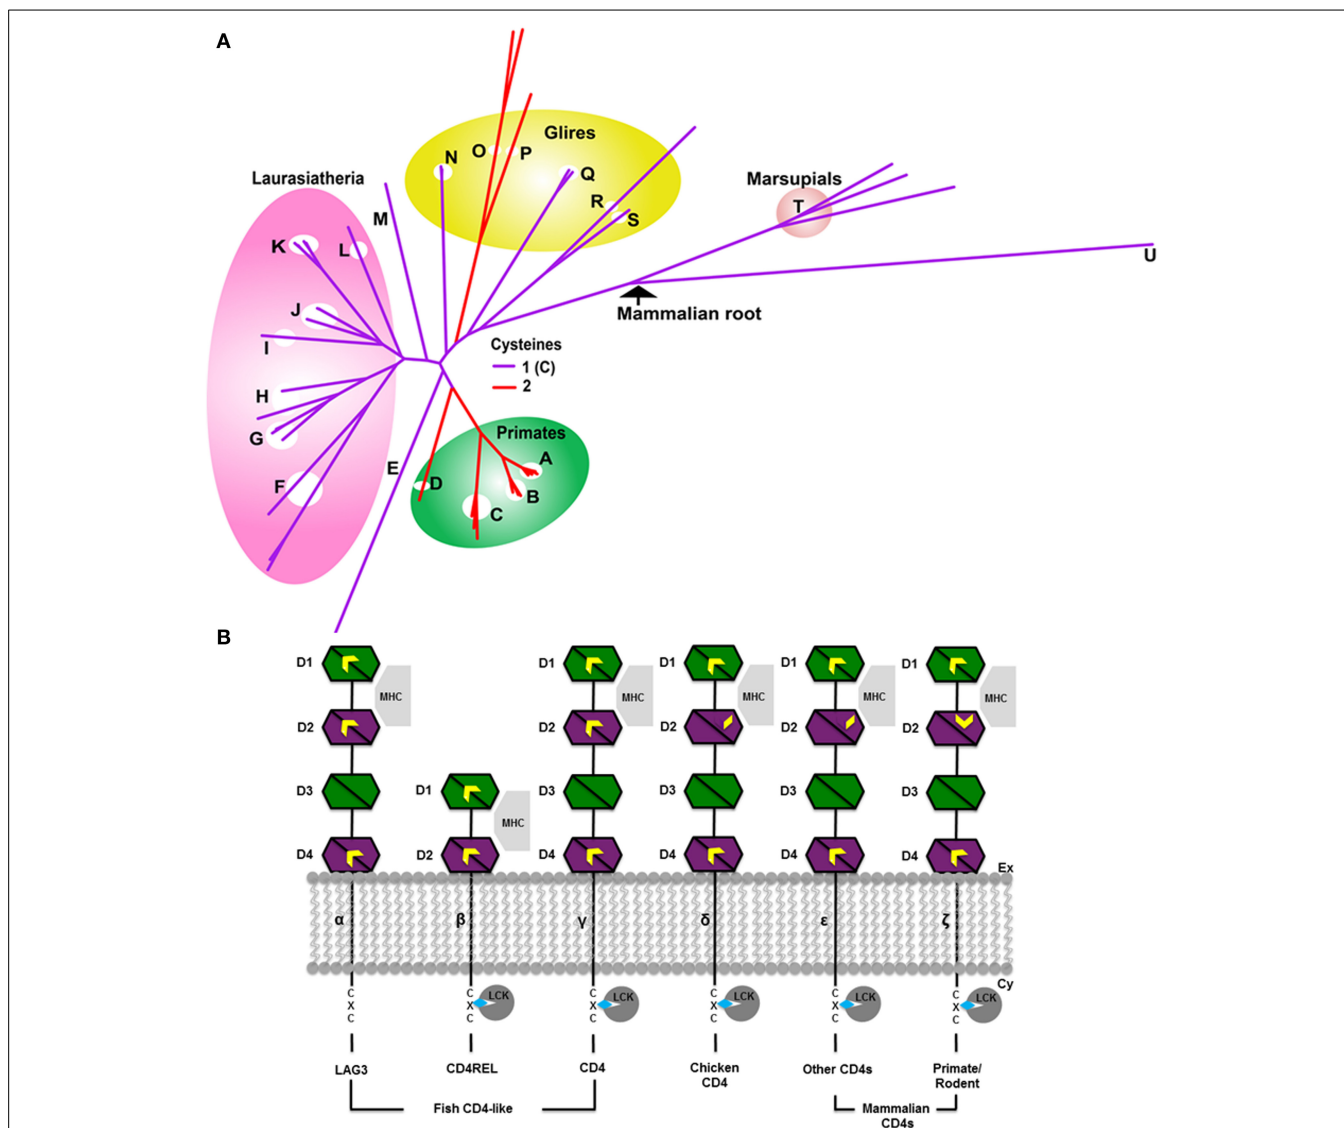 A
Glires
O
P
N
Q
R
S
Laurasiatheria
M
K
L
J
I
H
G
F
E
Marsupials
T
U
Mammalian root
Cysteines
1 (C)
2
Primates
A
B
C
D
B
D1 D1 D1 D1 D1
MHC MHC MHC MHC MHC
D2 D2 D2 D2 D2
D3 D1 D3 D3 D3 D3
MHC
D4 D2 D4 D4 D4 D4
Ex
α β γ δ ε ζ
Cy
C C C C C C
X X X X X X
C C C C C C
LCK LCK LCK LCK LCK
LAG3 CD4REL CD4 Chicken Other CD4s Primate/
CD4 Rodent
Fish CD4-like Mammalian
CD4s